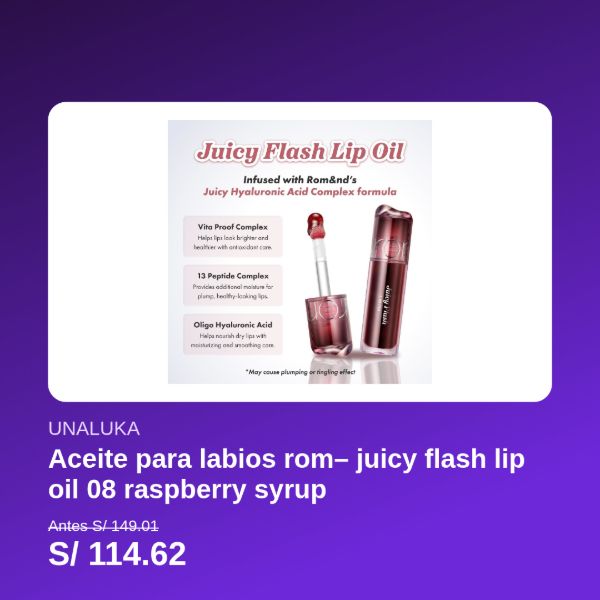 Juicy Flash Lip Oil
Infused with Rom&nd's
Juicy Hyaluronic Acid Complex formula
Vita Proof Complex
Helps lips look brighter and
healthier with antioxidant care.
13 Peptide Complex
Provides additional moisture for
plump, healthy-looking lips.
Oligo Hyaluronic Acid
Helps nourish dry lips with
moisturizing and smoothing care.
*May cause plumping or tingling effect
UNALUKA
Aceite para labios rom– juicy flash lip
oil 08 raspberry syrup
Antes S/ 149.01
S/ 114.62